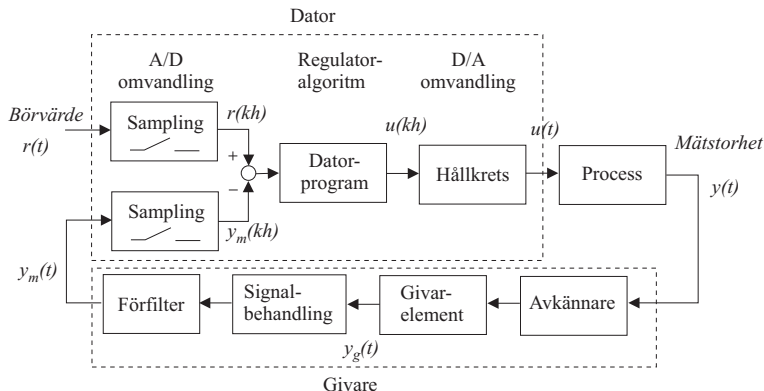 Dator
A/D
omvandling
Regulator-
algoritm
D/A
omvandling
Börvärde
r(t)
Sampling
r(kh)
+
−
Dator-
program
u(kh)
Hållkrets
u(t)
Process
Mätstorhet
y(t)
Sampling
y_m(kh)
y_m(t)
Förfilter
Signal-
behandling
Givar-
element
Avkännare
y_g(t)
Givare